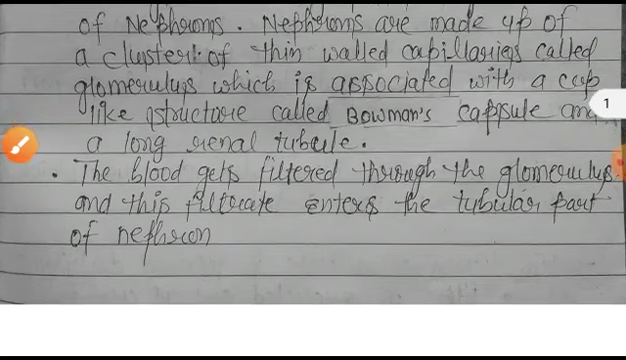 of Nephrons. Nephrons are made up of
a cluster of thin walled capillaries called
glomerulus which is associated with a cup
like structure called Bowman's capsule and
a long renal tubule.
1
. The blood gets filtered through the glomerulus
and this filtrate enters the tubular part
of nephron